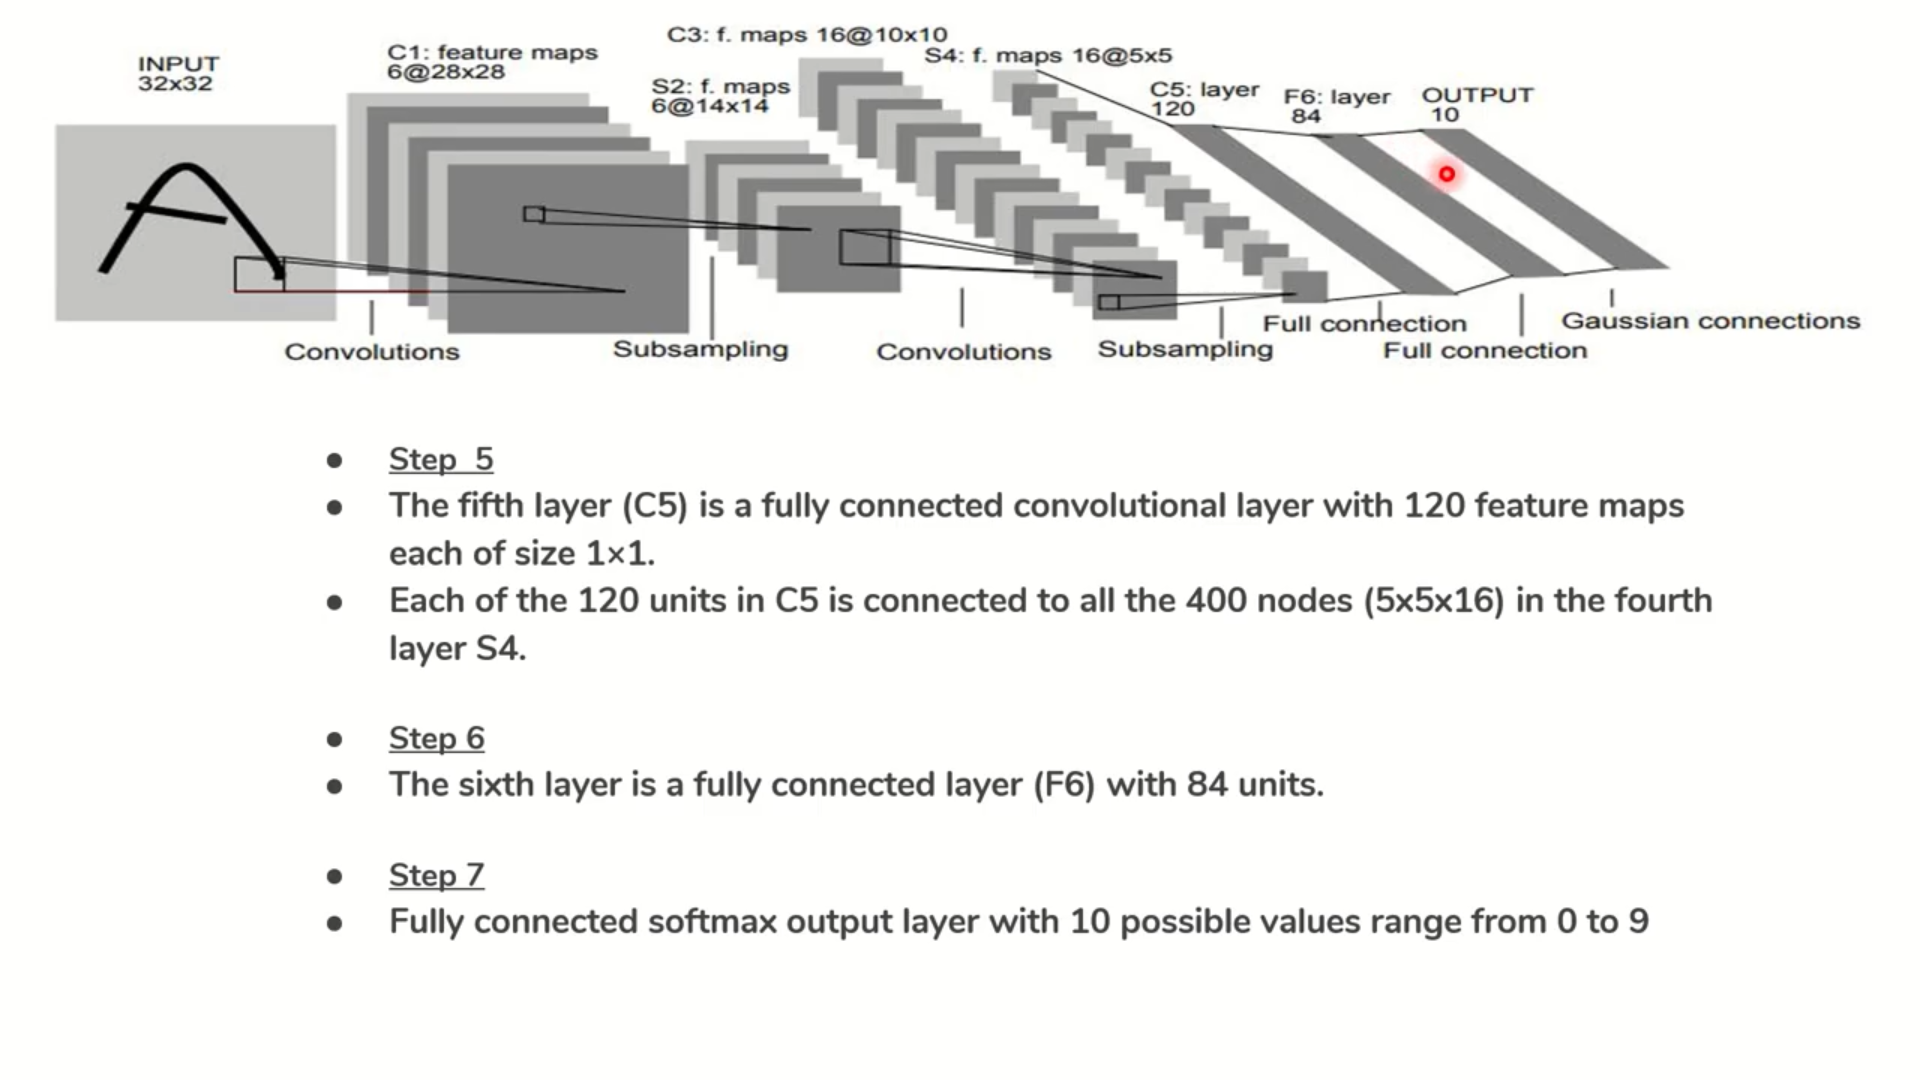 INPUT
32x32
C1: feature maps
6@28x28
S2: f. maps
6@14x14
C3: f. maps 16@10x10
S4: f. maps 16@5x5
C5: layer
120
F6: layer
84
OUTPUT
10
Convolutions
Subsampling
Convolutions
Subsampling
Full connection
Full connection
Gaussian connections
● Step 5
● The fifth layer (C5) is a fully connected convolutional layer with 120 feature maps
each of size 1×1.
● Each of the 120 units in C5 is connected to all the 400 nodes (5x5x16) in the fourth
layer S4.
● Step 6
● The sixth layer is a fully connected layer (F6) with 84 units.
● Step 7
● Fully connected softmax output layer with 10 possible values range from 0 to 9